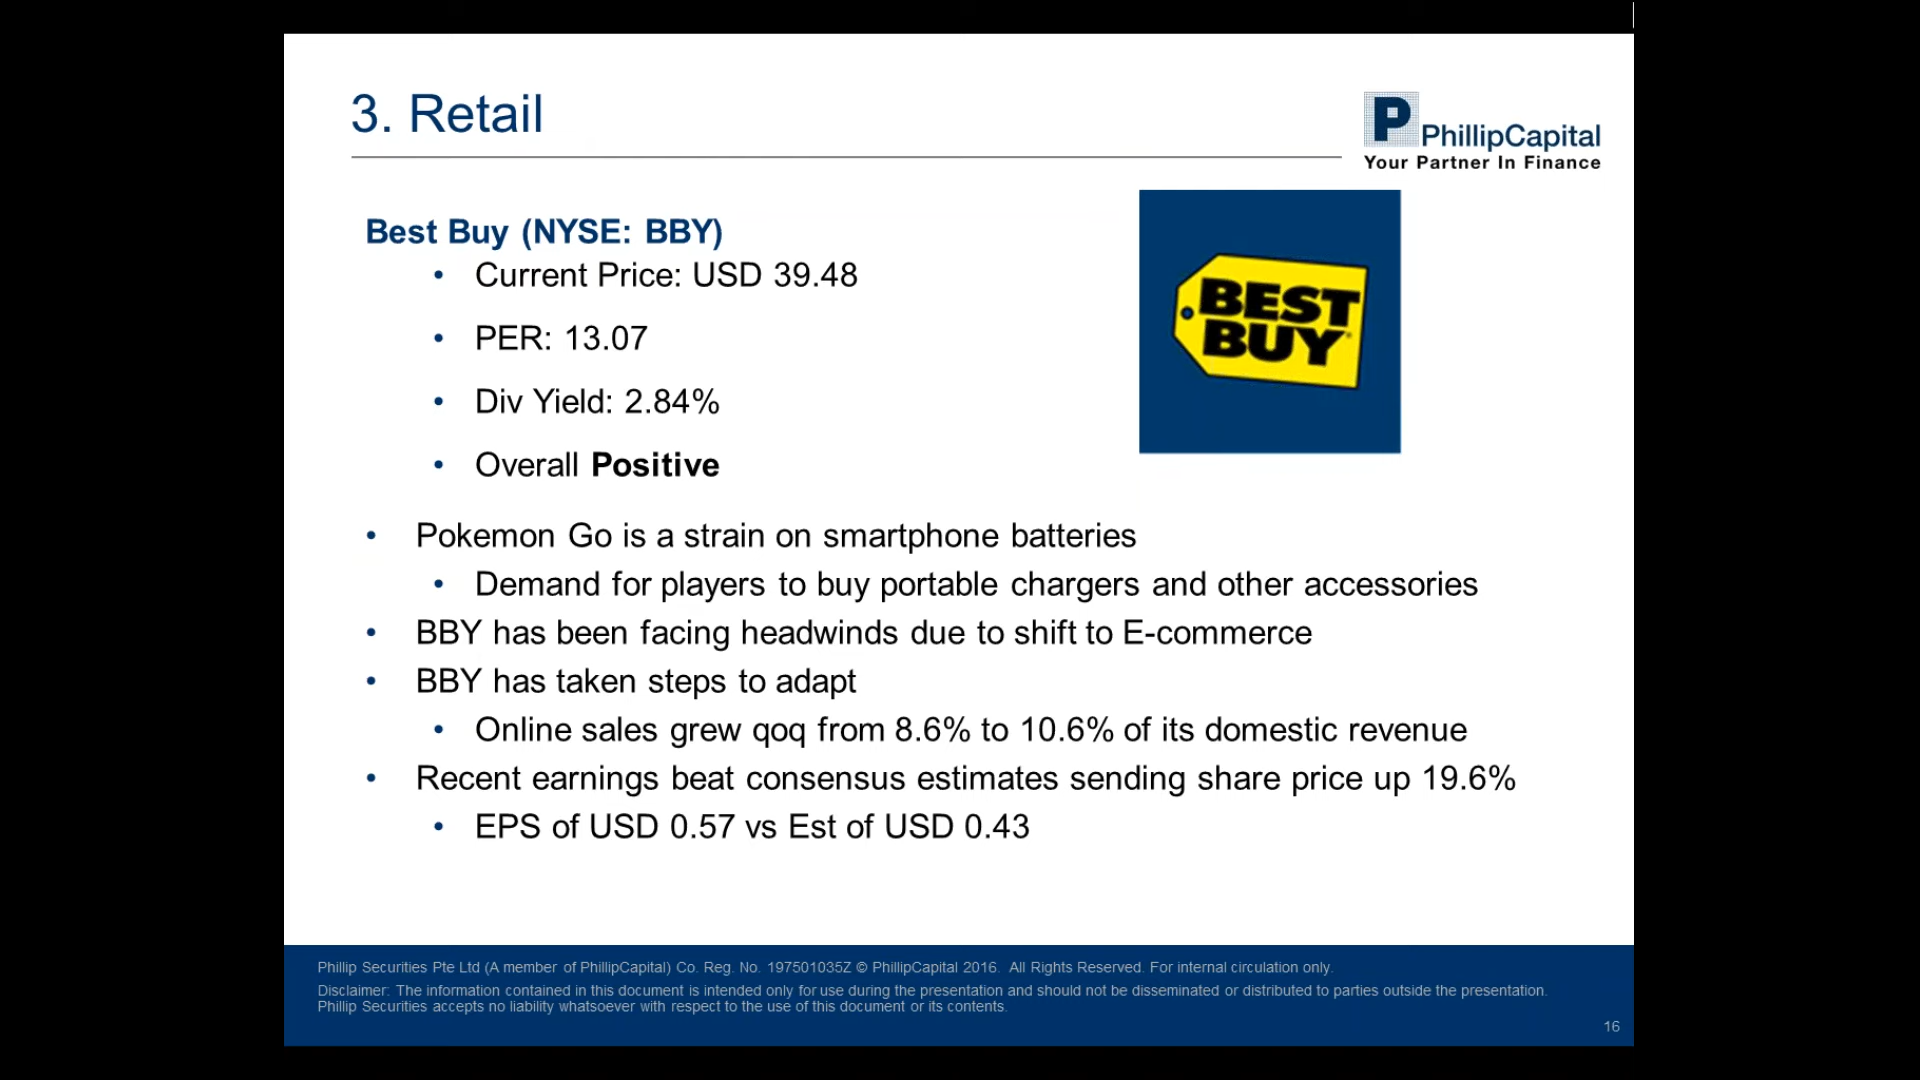 3. Retail
PhillipCapital
Your Partner In Finance
Best Buy (NYSE: BBY)
• Current Price: USD 39.48
• PER: 13.07
• Div Yield: 2.84%
• Overall Positive
BEST
BUY
• Pokemon Go is a strain on smartphone batteries
• Demand for players to buy portable chargers and other accessories
• BBY has been facing headwinds due to shift to E-commerce
• BBY has taken steps to adapt
• Online sales grew qoq from 8.6% to 10.6% of its domestic revenue
• Recent earnings beat consensus estimates sending share price up 19.6%
• EPS of USD 0.57 vs Est of USD 0.43
Phillip Securities Pte Ltd (A member of PhillipCapital) Co. Reg. No. 197501035Z © PhillipCapital 2016. All Rights Reserved. For internal circulation only.
Disclaimer: The information contained in this document is intended only for use during the presentation and should not be disseminated or distributed to parties outside the presentation.
Phillip Securities accepts no liability whatsoever with respect to the use of this document or its contents.
16